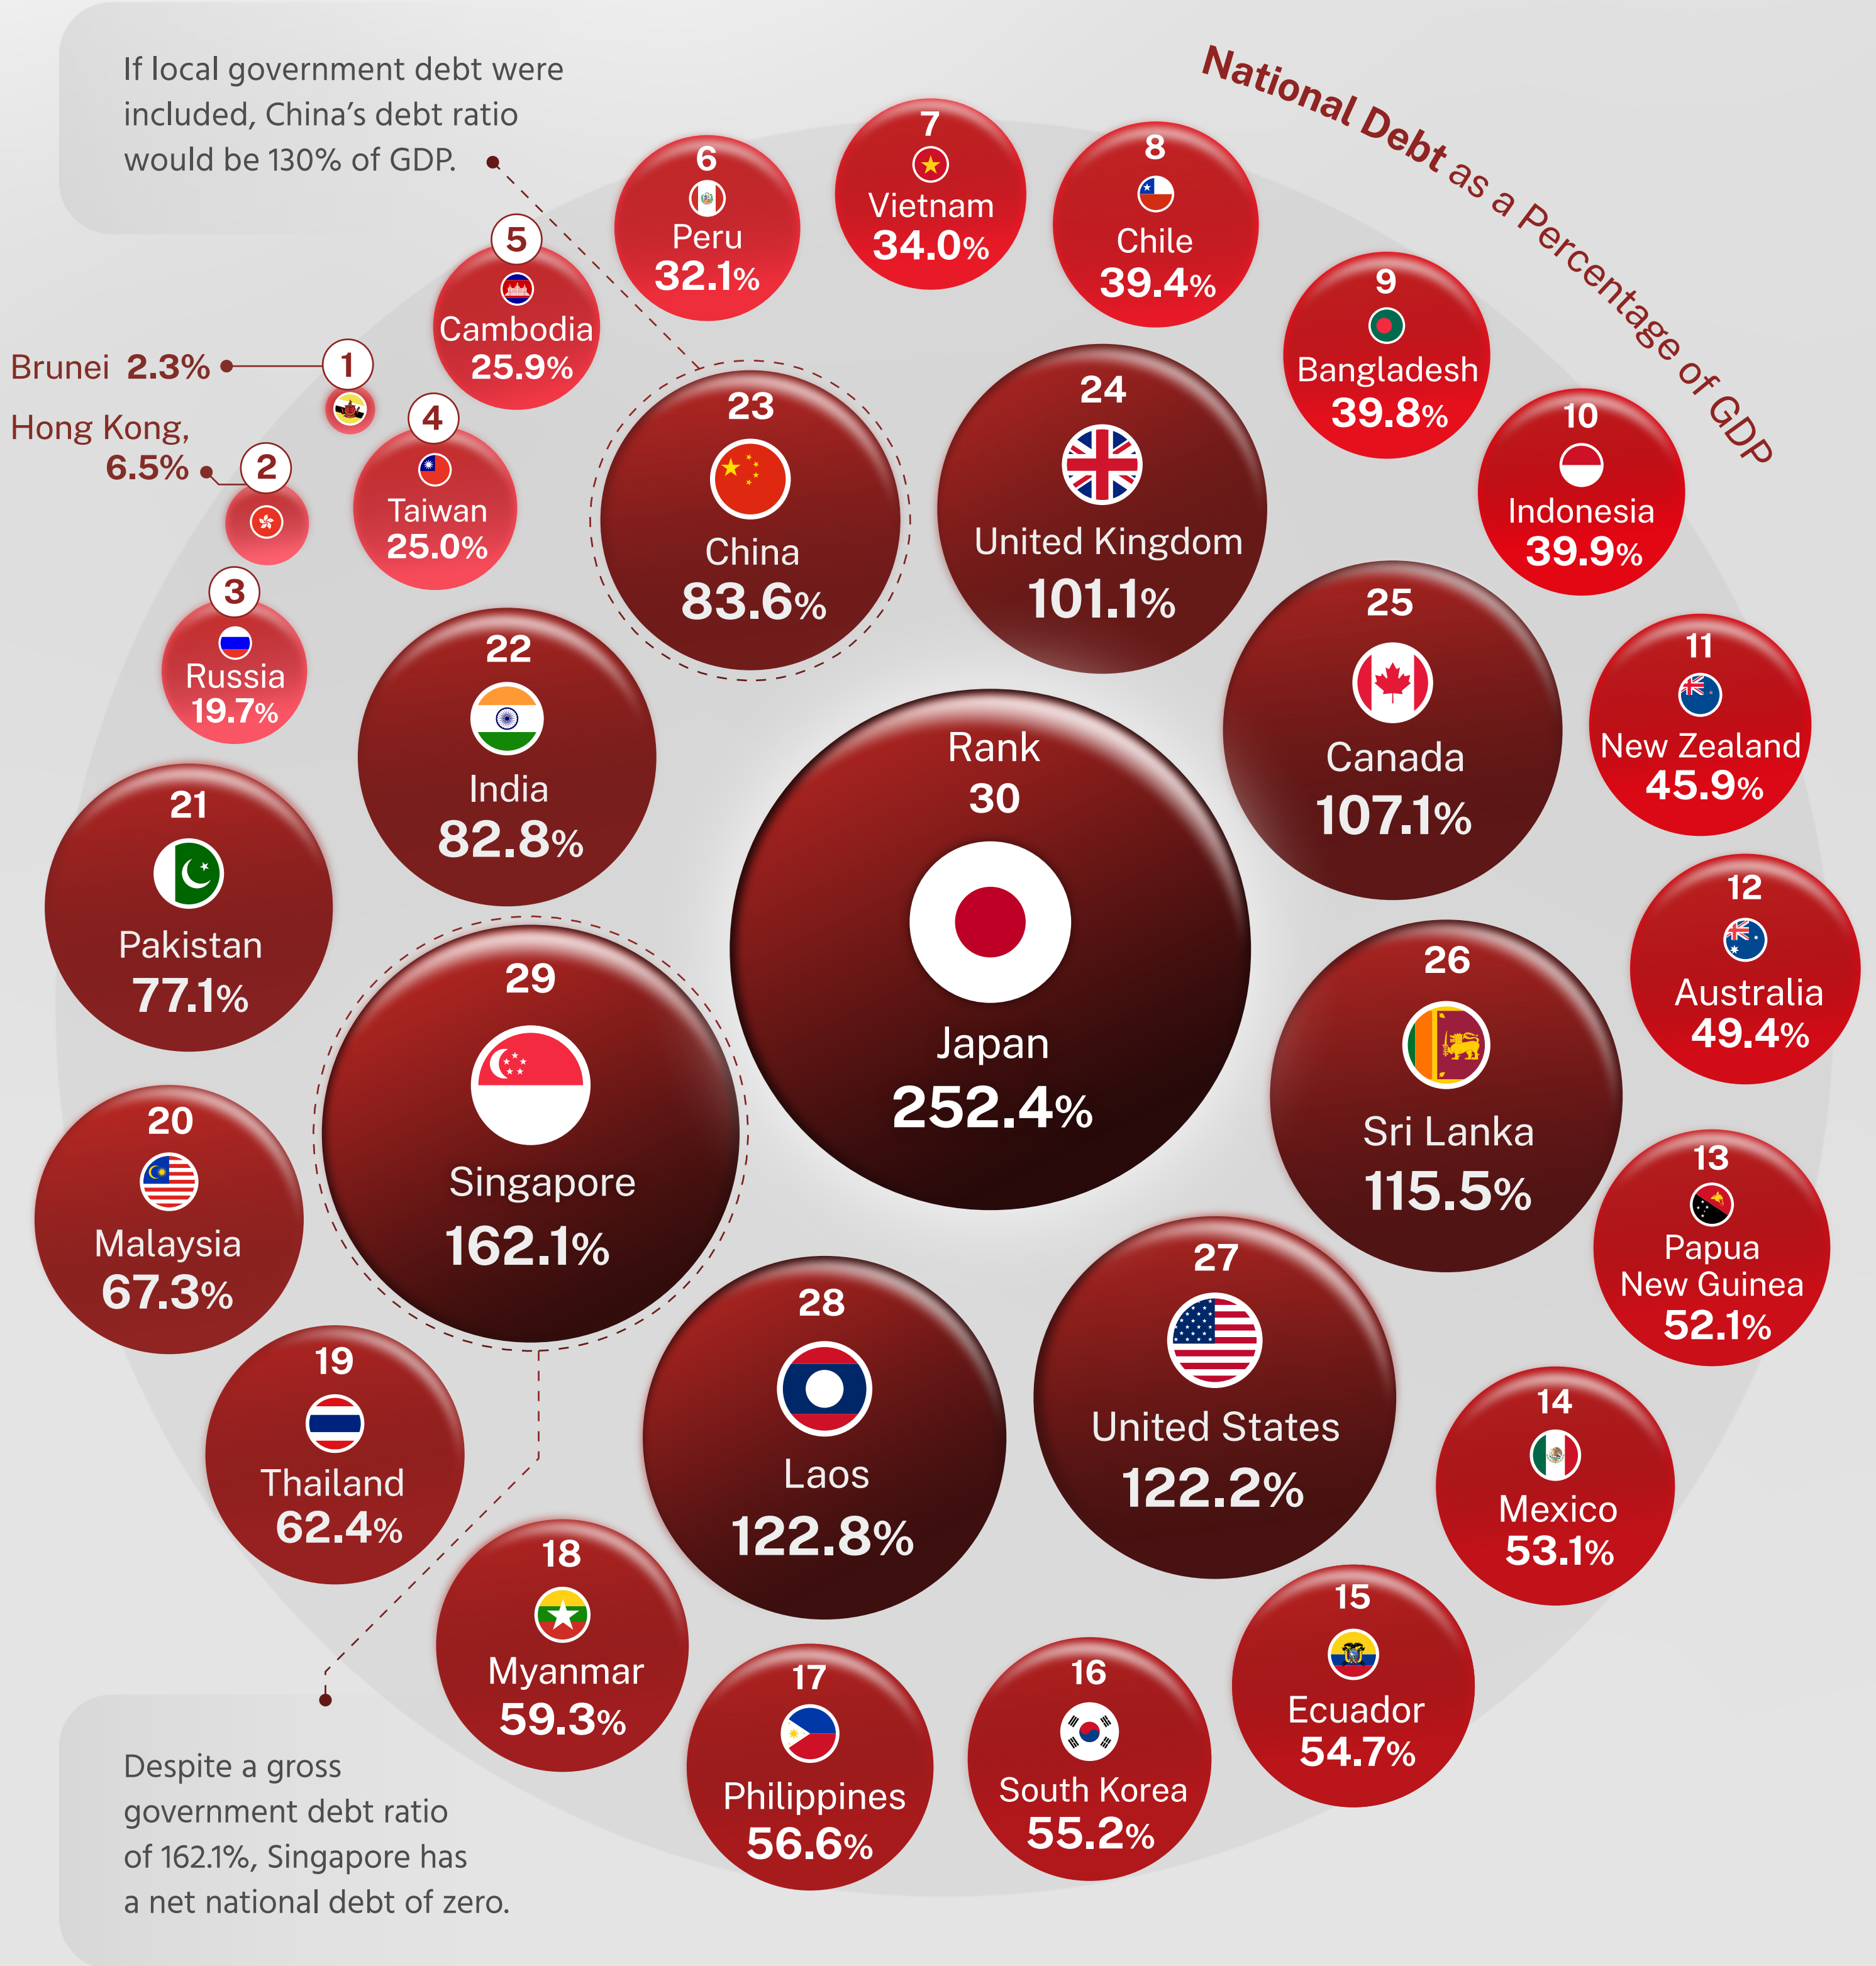 If local government debt were
included, China's debt ratio
would be 130% of GDP.
National Debt as a Percentage of GDP
Brunei 2.3%
1
Hong Kong,
6.5%
2
3
Russia
19.7%
4
Taiwan
25.0%
5
Cambodia
25.9%
6
Peru
32.1%
7
Vietnam
34.0%
8
Chile
39.4%
9
Bangladesh
39.8%
10
Indonesia
39.9%
11
New Zealand
45.9%
12
Australia
49.4%
13
Papua
New Guinea
52.1%
14
Mexico
53.1%
15
Ecuador
54.7%
16
South Korea
55.2%
17
Philippines
56.6%
18
Myanmar
59.3%
19
Thailand
62.4%
20
Malaysia
67.3%
21
Pakistan
77.1%
22
India
82.8%
23
China
83.6%
24
United Kingdom
101.1%
25
Canada
107.1%
26
Sri Lanka
115.5%
27
United States
122.2%
28
Laos
122.8%
29
Singapore
162.1%
Rank
30
Japan
252.4%
Despite a gross
government debt ratio
of 162.1%, Singapore has
a net national debt of zero.